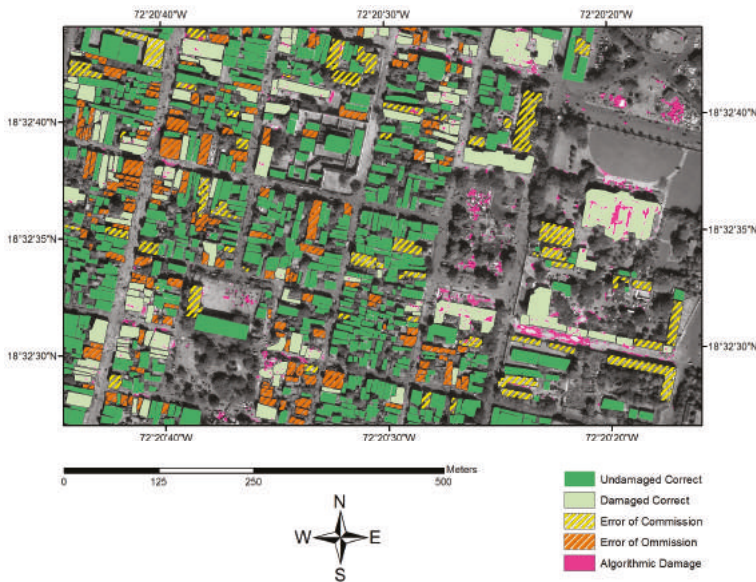 72°20'40"W 72°20'30"W 72°20'20"W
18°32'40"N 18°32'40"N
18°32'35"N 18°32'35"N
18°32'30"N 18°32'30"N
72°20'40"W 72°20'30"W 72°20'20"W
Meters
0 125 250 500
N
W E
S
Undamaged Correct
Damaged Correct
Error of Commission
Error of Ommission
Algorithmic Damage